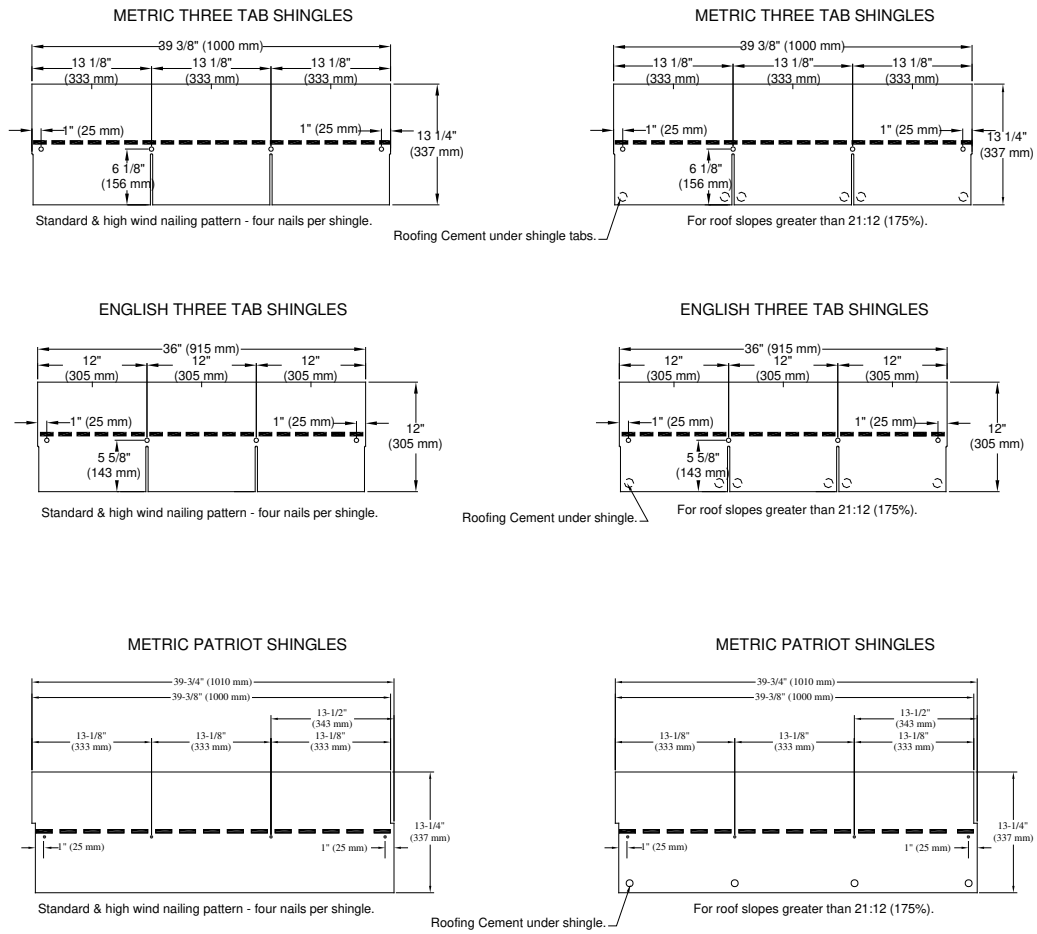 METRIC THREE TAB SHINGLES
39 3/8" (1000 mm)
13 1/8" 13 1/8" 13 1/8"
(333 mm) (333 mm) (333 mm)
1" (25 mm) 1" (25 mm)
13 1/4"
(337 mm)
6 1/8"
(156 mm)
Standard & high wind nailing pattern - four nails per shingle.
METRIC THREE TAB SHINGLES
39 3/8" (1000 mm)
13 1/8" 13 1/8" 13 1/8"
(333 mm) (333 mm) (333 mm)
1" (25 mm) 1" (25 mm)
13 1/4"
(337 mm)
6 1/8"
(156 mm)
For roof slopes greater than 21:12 (175%).
Roofing Cement under shingle tabs.
ENGLISH THREE TAB SHINGLES
36" (915 mm)
12" 12" 12"
(305 mm) (305 mm) (305 mm)
1" (25 mm) 1" (25 mm)
12"
(305 mm)
5 5/8"
(143 mm)
Standard & high wind nailing pattern - four nails per shingle.
ENGLISH THREE TAB SHINGLES
36" (915 mm)
12" 12" 12"
(305 mm) (305 mm) (305 mm)
1" (25 mm) 1" (25 mm)
12"
(305 mm)
5 5/8"
(143 mm)
For roof slopes greater than 21:12 (175%).
Roofing Cement under shingle.
METRIC PATRIOT SHINGLES
39-3/4" (1010 mm)
39-3/8" (1000 mm)
13-1/2"
(343 mm)
13-1/8" 13-1/8" 13-1/8"
(333 mm) (333 mm) (333 mm)
13-1/4"
(337 mm)
1" (25 mm) 1" (25 mm)
Standard & high wind nailing pattern - four nails per shingle.
METRIC PATRIOT SHINGLES
39-3/4" (1010 mm)
39-3/8" (1000 mm)
13-1/2"
(343 mm)
13-1/8" 13-1/8" 13-1/8"
(333 mm) (333 mm) (333 mm)
13-1/4"
(337 mm)
1" (25 mm) 1" (25 mm)
For roof slopes greater than 21:12 (175%).
Roofing Cement under shingle.